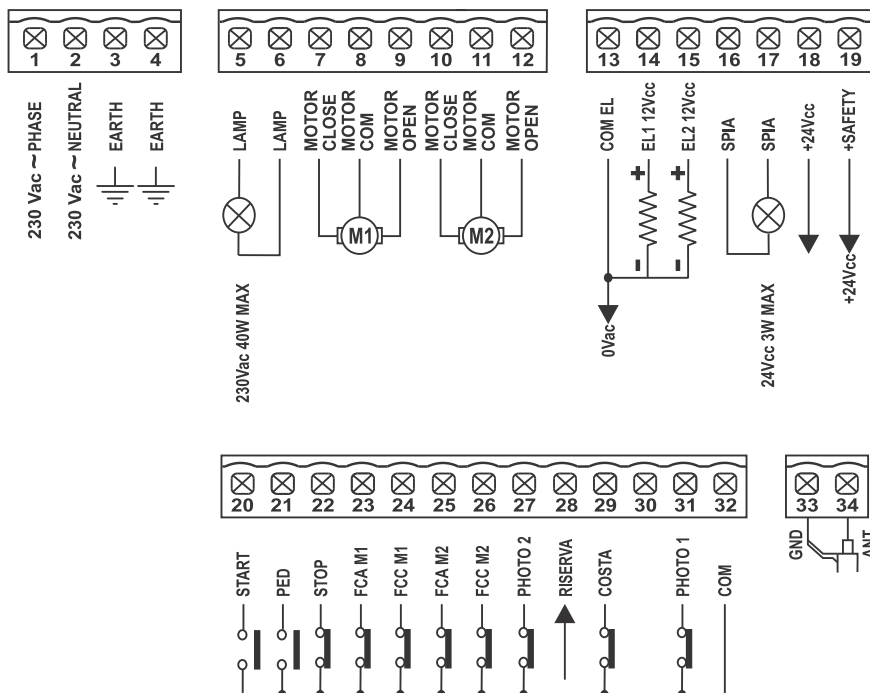 1 2 3 4
230 Vac ~ PHASE
230 Vac ~ NEUTRAL
EARTH
EARTH
5 6 7 8 9 10 11 12
LAMP
LAMP
MOTOR
CLOSE
MOTOR
COM
MOTOR
OPEN
MOTOR
CLOSE
MOTOR
COM
MOTOR
OPEN
M1
M2
230Vac 40W MAX
13 14 15 16 17 18 19
COM EL
EL1 12Vcc
EL2 12Vcc
SPIA
SPIA
+24Vcc
+SAFETY
+ +
- -
0Vac
24Vcc 3W MAX
+24Vcc
20 21 22 23 24 25 26 27 28 29 30 31 32
START
PED
STOP
FCA M1
FCC M1
FCA M2
FCC M2
PHOTO 2
RISERVA
COSTA
PHOTO 1
COM
33 34
GND
ANT